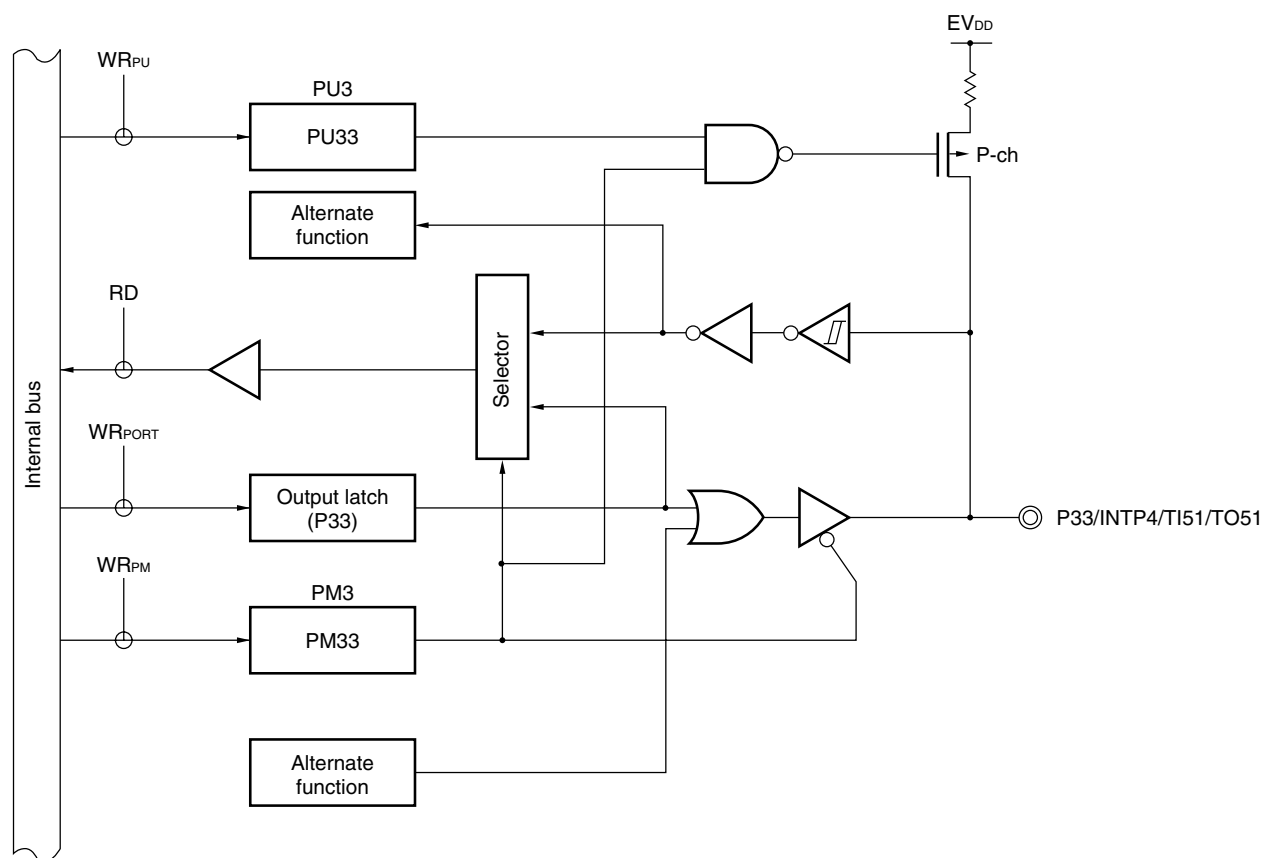 EVDD
WRPU
PU3
PU33
P-ch
Alternate
function
RD
Selector
Internal bus
WRPORT
Output latch
(P33)
P33/INTP4/TI51/TO51
WRPM
PM3
PM33
Alternate
function